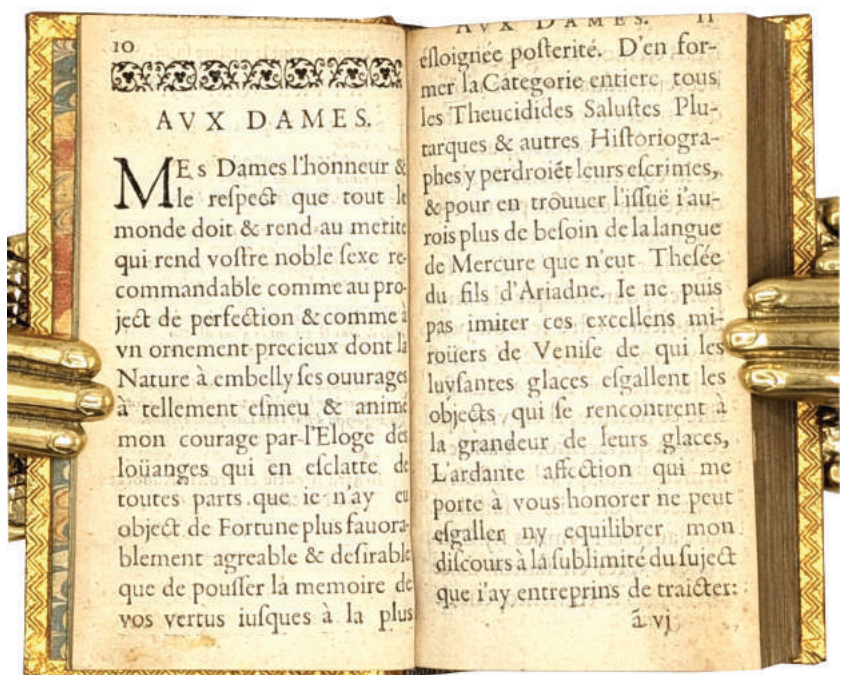 10
AVX DAMES.
MEs Dames l'honneur &
le respect que tout le
monde doit & rend au merite
qui rend vostre noble sexe re-
commandable comme au pro-
ject de perfection & comme à
vn ornement precieux dont la
Nature à embelly ses ouurages
à tellement esmeu & animé
mon courage par l'Eloge des
loüanges qui en esclatte de
toutes parts que ie n'ay eu
object de Fortune plus fauora-
blement agreable & desirable
que de pousser la memoire de
vos vertus iusques à la plus
AVX DAMES. 11
esloignée posterité. D'en for-
mer la Categorie entiere tous
les Theucidides Salustes Plu-
tarques & autres Historiogra-
phes y perdroiét leurs escrimes,
& pour en trouuer l'issuë i'au-
rois plus de besoin de la langue
de Mercure que n'eut Thesée
du fils d'Ariadne. Ie ne puis
pas imiter ces excellens mi-
roüers de Venise de qui les
luysantes glaces esgallent les
objects, qui se rencontrent à
la grandeur de leurs glaces,
L'ardante affection qui me
porte à vous honorer ne peut
esgaller ny equilibrer mon
discours à la sublimité du suject
que i'ay entreprins de traicter:
ã vj